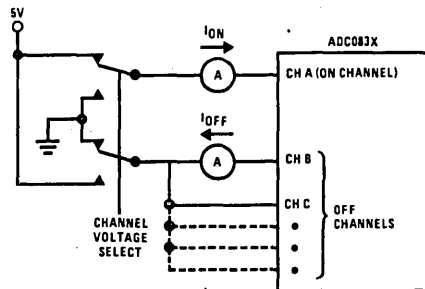 5V
ION
ADC083X
A
CH A (ON CHANNEL)
IOFF
A
CH B
CH C
OFF
CHANNELS
CHANNEL
VOLTAGE
SELECT